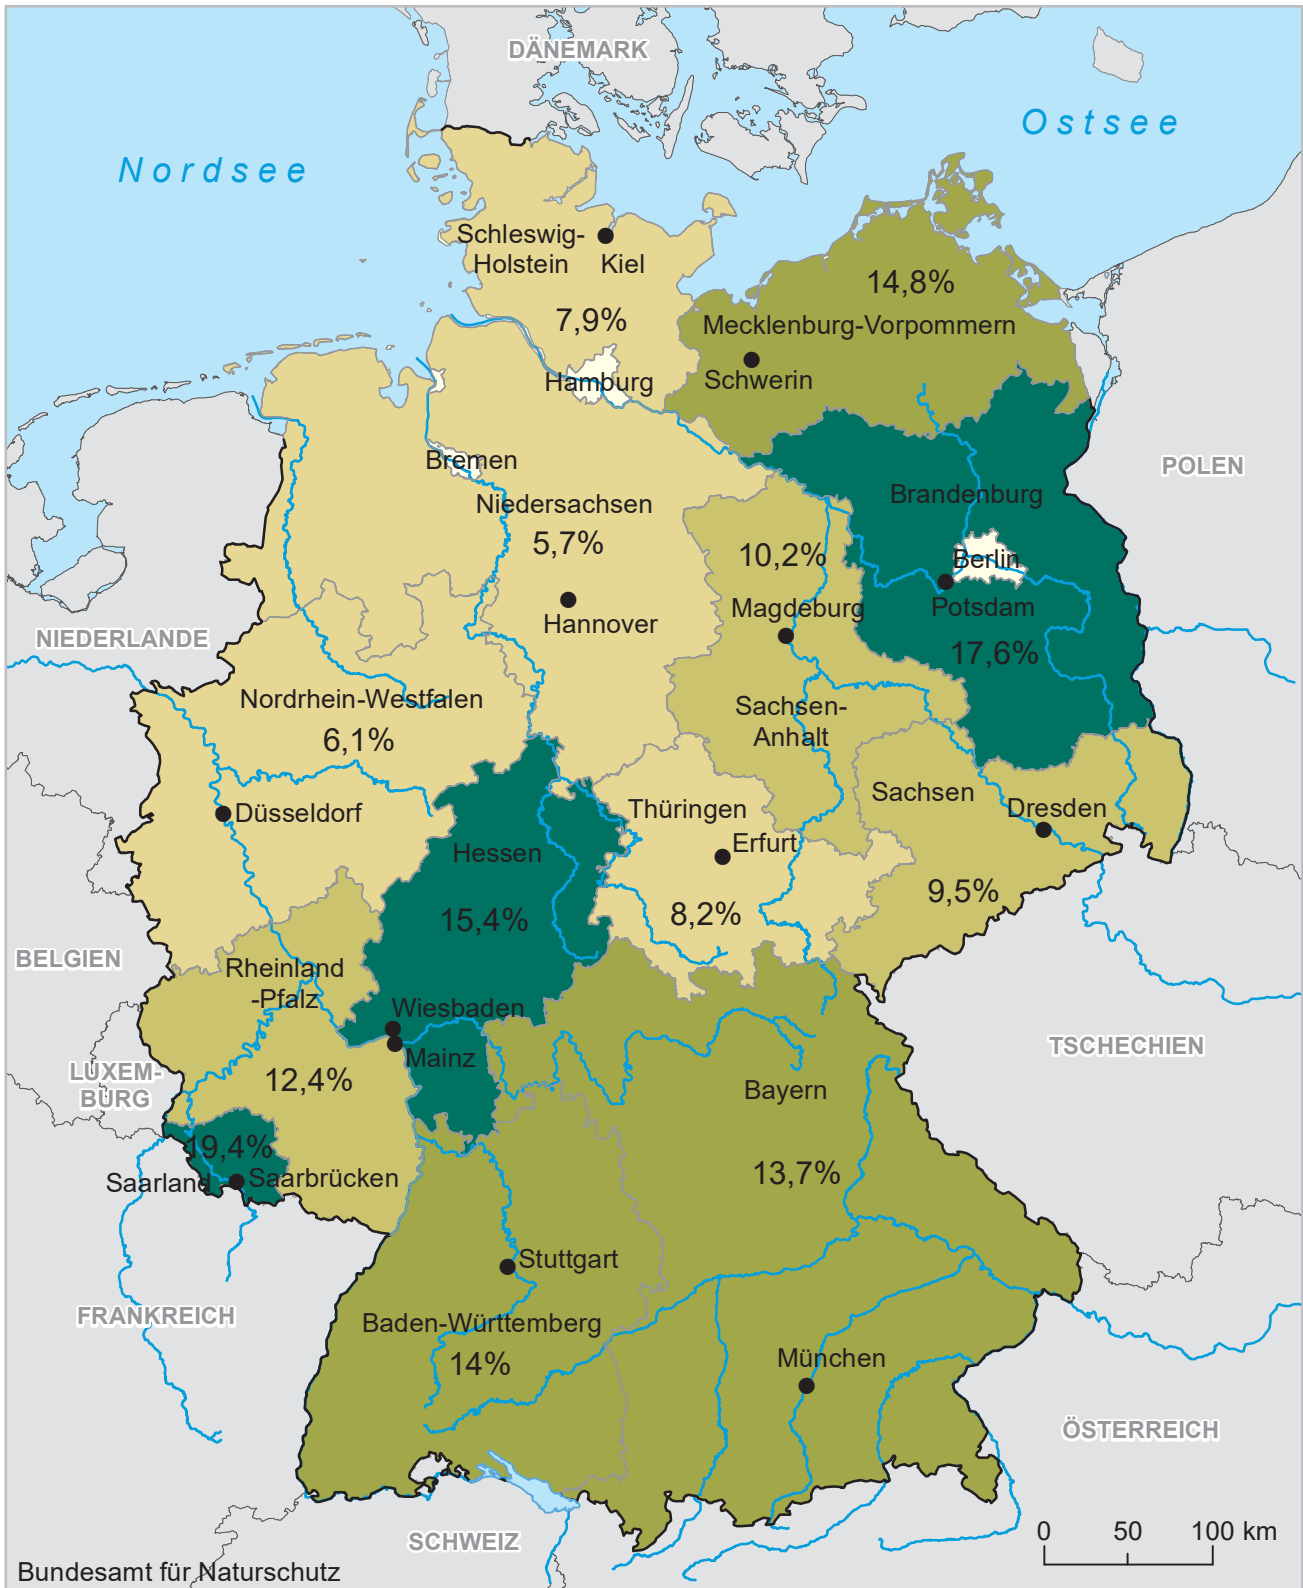 DÄNEMARK
Ostsee
Nordsee
Schleswig-
Holstein
Kiel
7,9%
14,8%
Mecklenburg-Vorpommern
Schwerin
Hamburg
Bremen
POLEN
Niedersachsen
5,7%
Hannover
Brandenburg
Berlin
Potsdam
17,6%
10,2%
Magdeburg
Sachsen-
Anhalt
NIEDERLANDE
Nordrhein-Westfalen
6,1%
Düsseldorf
Thüringen
Erfurt
8,2%
Sachsen
Dresden
9,5%
Hessen
15,4%
BELGIEN
Rheinland
-Pfalz
Wiesbaden
Mainz
12,4%
LUXEM-
BURG
TSCHECHIEN
Bayern
13,7%
19,4%
Saarland
Saarbrücken
Stuttgart
FRANKREICH
Baden-Württemberg
14%
München
ÖSTERREICH
SCHWEIZ
0 50 100 km
Bundesamt für Naturschutz